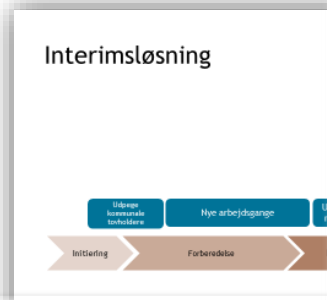 Interimsløsning
Udpege
kommunale
tovholdere
Nye arbejdsgange
Initiering
Forberedelse